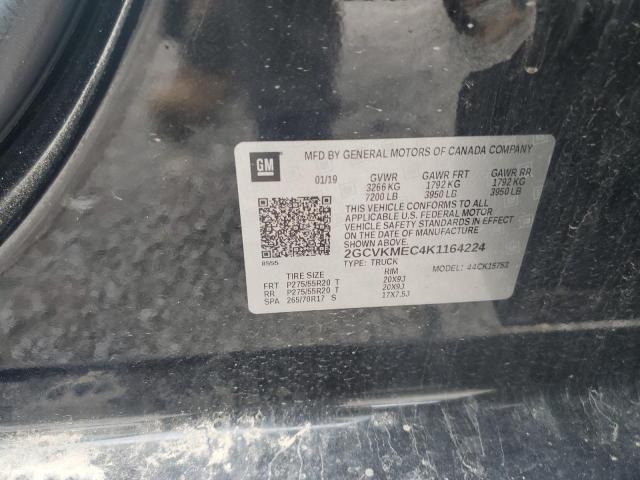 GM
MFD BY GENERAL MOTORS OF CANADA COMPANY
01/19 GVWR GAWR FRT GAWR RR
3266 KG 1792 KG 1792 KG
7200 LB 3950 LB 3950 LB
THIS VEHICLE CONFORMS TO ALL
APPLICABLE U.S. FEDERAL MOTOR
VEHICLE SAFETY STANDARDS IN EFFECT
ON THE DATE OF MANUFACTURE
SHOWN ABOVE.
2GCVKMEC4K1164224
8555 TYPE: TRUCK MODEL: 44CK15753
TIRE SIZE RIM
FRT P275/55R20 T 20X9J
RR P275/55R20 T 20X9J
SPA 265/70R17 S 17X7.5J